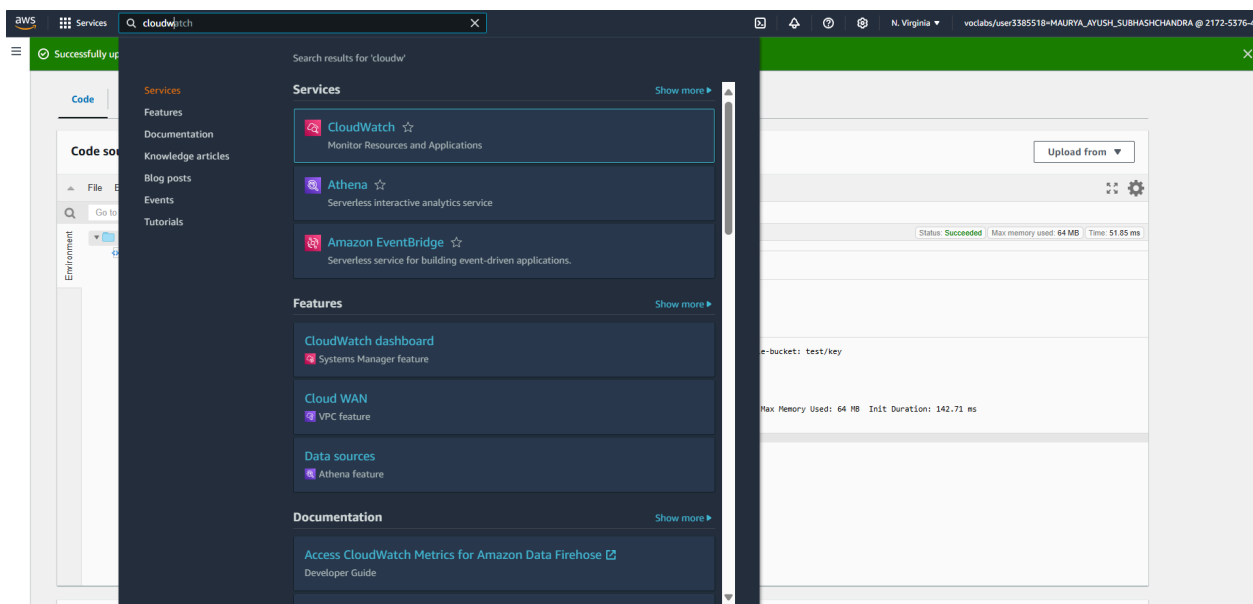 aws
Services
cloudwatch
N. Virginia ▼
voclabs/user3385518=MAURYA_AYUSH_SUBHASHCHANDRA @ 2172-5376-
Successfully up
Search results for 'cloudw'
Services
Features
Documentation
Knowledge articles
Blog posts
Events
Tutorials
Services
Show more ▶
CloudWatch ☆
Monitor Resources and Applications
Athena ☆
Serverless interactive analytics service
Amazon EventBridge ☆
Serverless service for building event-driven applications.
Features
Show more ▶
CloudWatch dashboard
Systems Manager feature
Cloud WAN
VPC feature
Data sources
Athena feature
Documentation
Show more ▶
Access CloudWatch Metrics for Amazon Data Firehose
Developer Guide
Code
Code sou
Upload from ▼
File E
Go to
Environment
Status: Succeeded Max memory used: 64 MB Time: 51.85 ms
e-bucket: test/key
Max Memory Used: 64 MB Init Duration: 142.71 ms